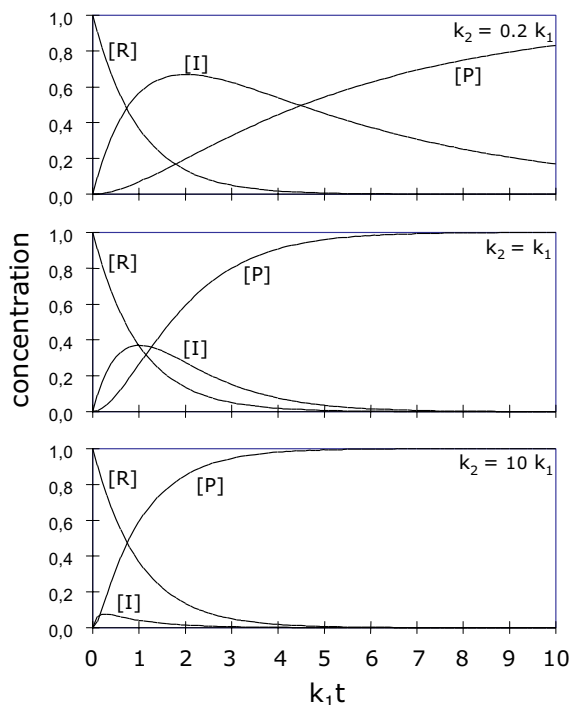 1,0
k₂ = 0.2 k₁
[R]
[I]
0,8
[P]
0,6
0,4
0,2
0,0
1,0
[R]
k₂ = k₁
0,8
[P]
0,6
[I]
0,4
0,2
0,0
1,0
[R]
k₂ = 10 k₁
0,8
[P]
0,6
0,4
0,2
[I]
0,0
0 1 2 3 4 5 6 7 8 9 10
k₁t
concentration